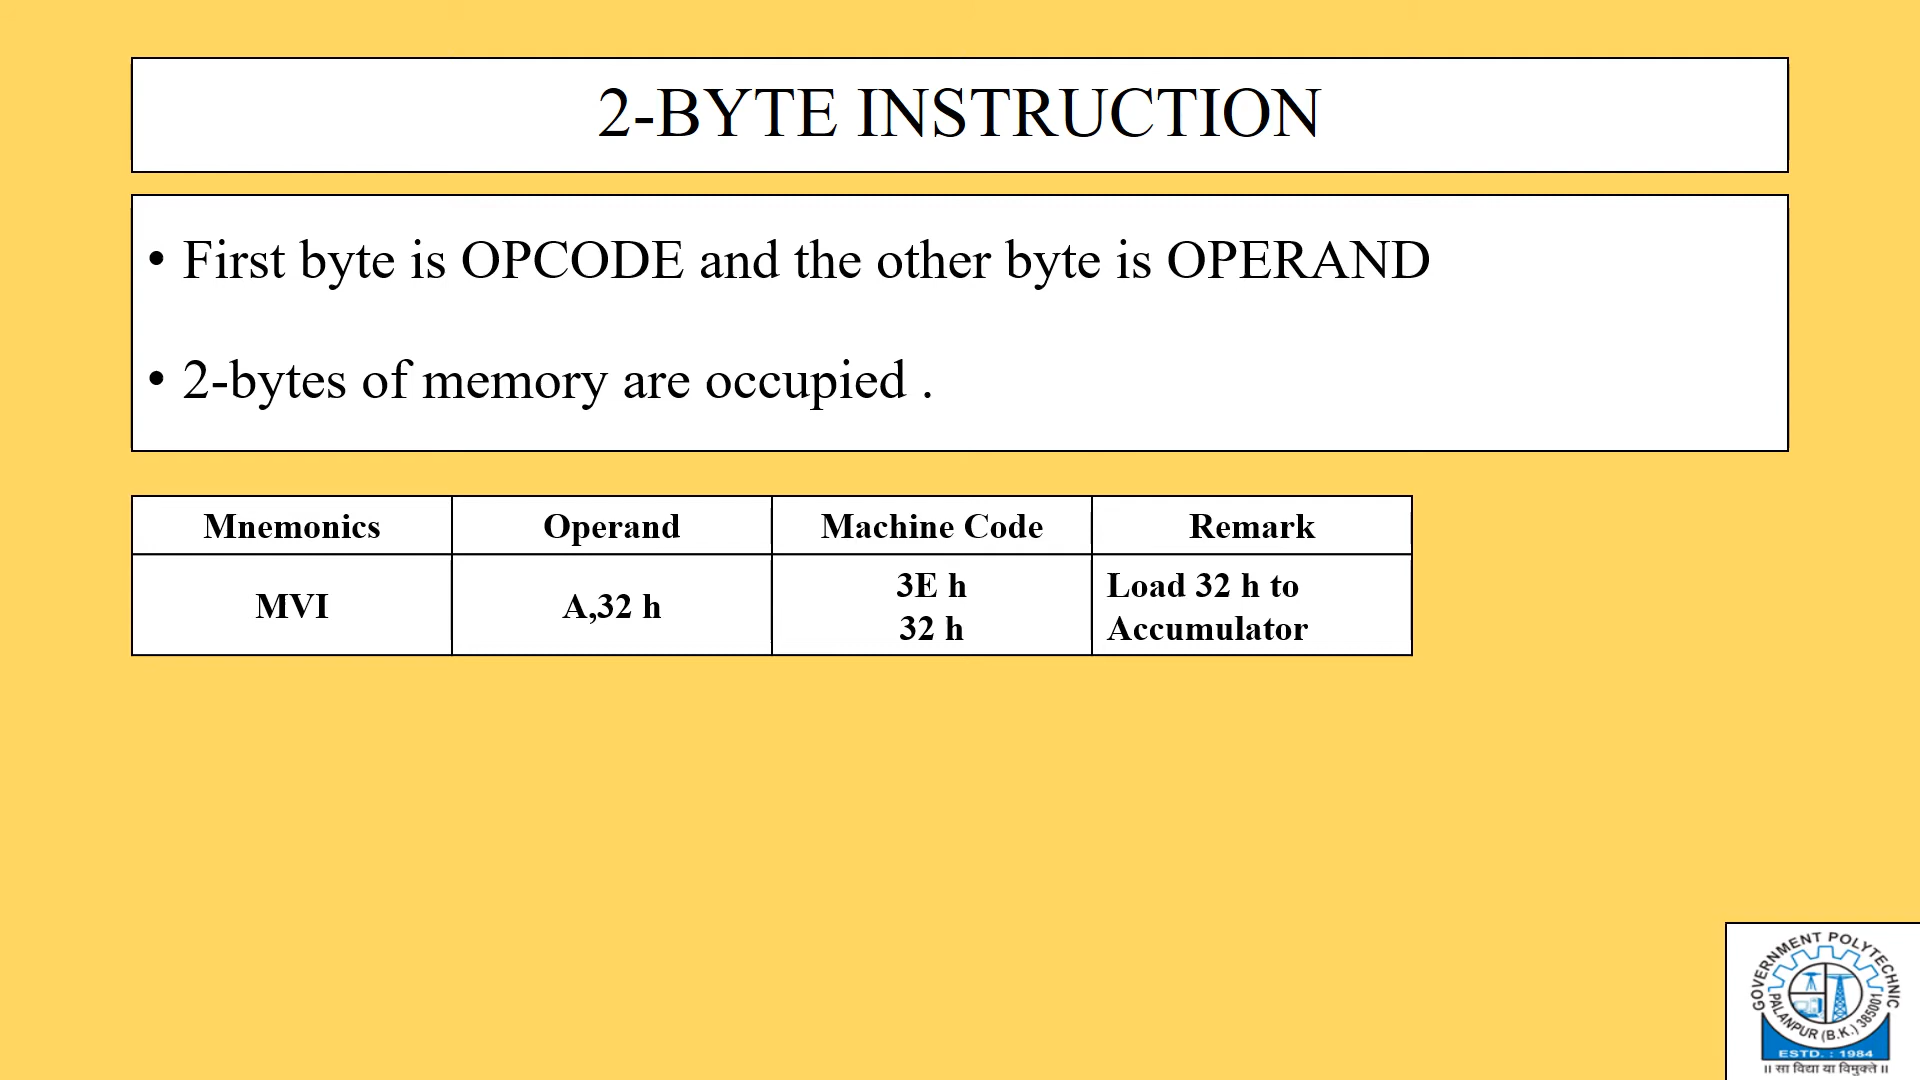 2-BYTE INSTRUCTION
• First byte is OPCODE and the other byte is OPERAND
• 2-bytes of memory are occupied .
Mnemonics Operand Machine Code Remark
MVI A,32 h 3E h Load 32 h to
32 h Accumulator
GOVERNMENT POLYTECHNIC
PALANPUR (B.K.) 385001
ESTD. : 1984
॥ सा विद्या या विमुक्ते ॥